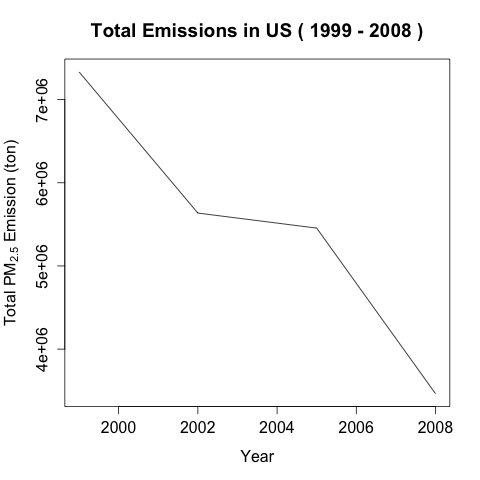 Total Emissions in US ( 1999 - 2008 )
Total PM2.5 Emission (ton)
7e+06
6e+06
5e+06
4e+06
2000 2002 2004 2006 2008
Year